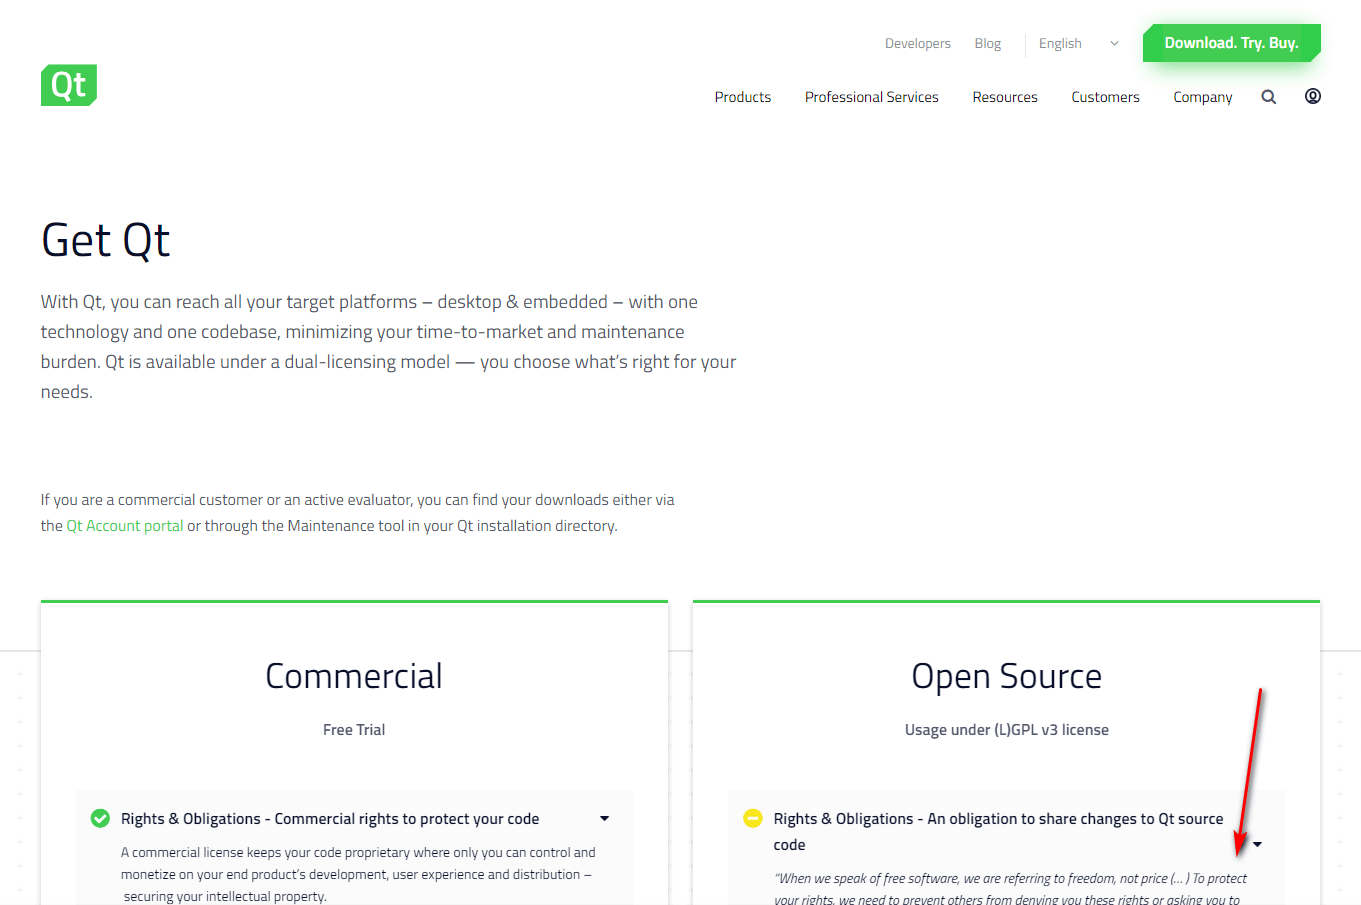 Developers Blog English Download. Try. Buy.
Qt
Products Professional Services Resources Customers Company
Get Qt
With Qt, you can reach all your target platforms – desktop & embedded – with one
technology and one codebase, minimizing your time-to-market and maintenance
burden. Qt is available under a dual-licensing model — you choose what’s right for your
needs.
If you are a commercial customer or an active evaluator, you can find your downloads either via
the Qt Account portal or through the Maintenance tool in your Qt installation directory.
Commercial
Free Trial
Rights & Obligations - Commercial rights to protect your code
A commercial license keeps your code proprietary where only you can control and
monetize on your end product’s development, user experience and distribution –
securing your intellectual property.
Open Source
Usage under (L)GPL v3 license
Rights & Obligations - An obligation to share changes to Qt source
code
“When we speak of free software, we are referring to freedom, not price (... ) To protect
your rights, we need to prevent others from denying you these rights or asking you to